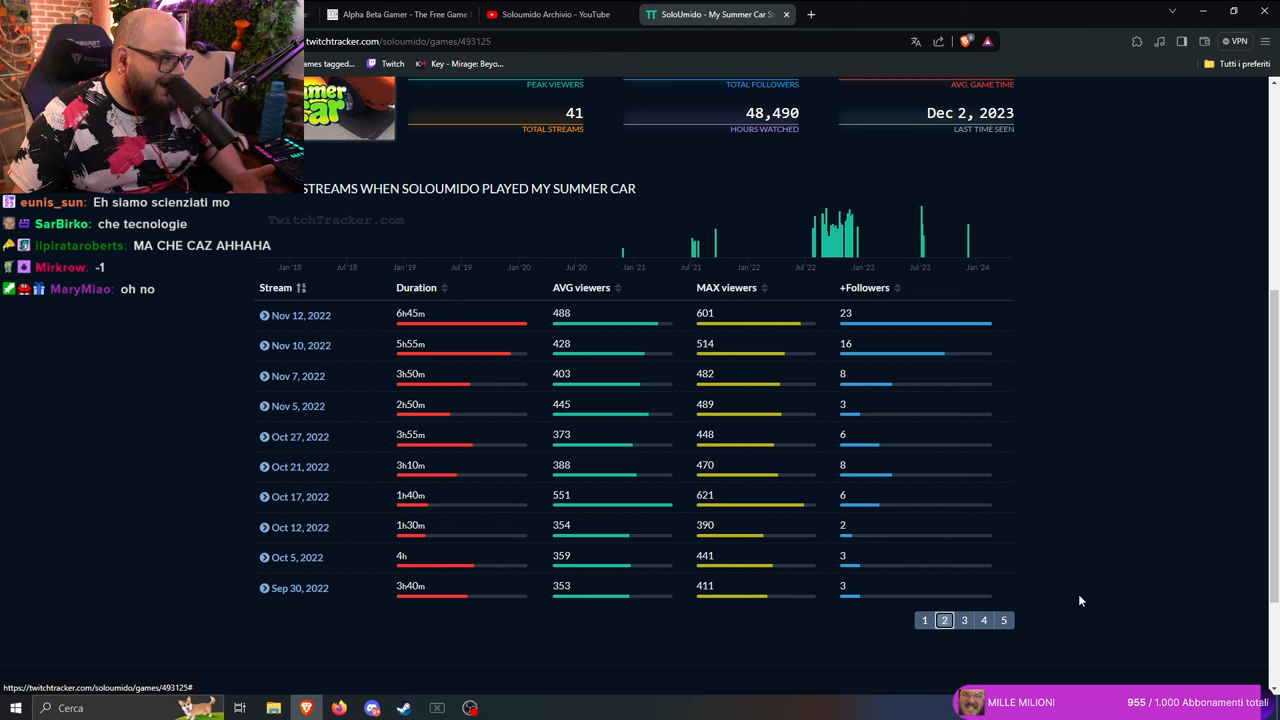 Alpha Beta Gamer - The Free Game
Soloumido Archivio - YouTube
SoloUmido - My Summer Car St
twitchtracker.com/soloumido/games/493125
VPN
ames tagged...
Twitch
Key - Mirage: Beyo...
Tutti i preferiti
PEAK VIEWERS
TOTAL FOLLOWERS
AVG. GAME TIME
41
48,490
Dec 2, 2023
TOTAL STREAMS
HOURS WATCHED
LAST TIME SEEN
STREAMS WHEN SOLOUMIDO PLAYED MY SUMMER CAR
eunis_sun: Eh siamo scienziati mo
SarBirko: che tecnologie
ilpirataroberts: MA CHE CAZ AHHAHA
Mirkrow: -1
MaryMiao: oh no
TwitchTracker.com
Jan '18 Jul '18 Jan '19 Jul '19 Jan '20 Jul '20 Jan '21 Jul '21 Jan '22 Jul '22 Jan '23 Jul '23 Jan '24
Stream Duration AVG viewers MAX viewers +Followers
Nov 12, 2022 6h45m 488 601 23
Nov 10, 2022 5h55m 428 514 16
Nov 7, 2022 3h50m 403 482 8
Nov 5, 2022 2h50m 445 489 3
Oct 27, 2022 3h55m 373 448 6
Oct 21, 2022 3h10m 388 470 8
Oct 17, 2022 1h40m 551 621 6
Oct 12, 2022 1h30m 354 390 2
Oct 5, 2022 4h 359 441 3
Sep 30, 2022 3h40m 353 411 3
1 2 3 4 5
https://twitchtracker.com/soloumido/games/493125#
Cerca
MILLE MILIONI
955 / 1.000 Abbonamenti totali